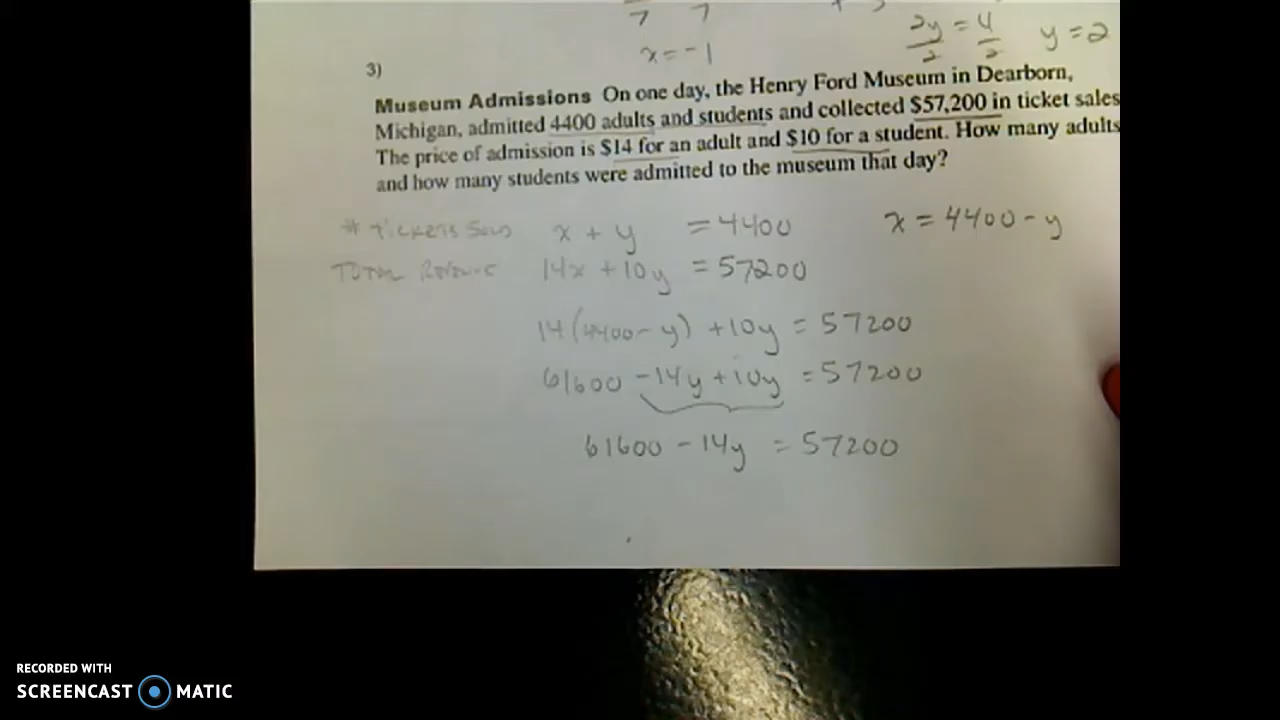 7 7
2y = 4
2 2
y = 2
x = -1
3)
Museum Admissions On one day, the Henry Ford Museum in Dearborn,
Michigan, admitted 4400 adults and students and collected $57,200 in ticket sales
The price of admission is $14 for an adult and $10 for a student. How many adults
and how many students were admitted to the museum that day?
# Tickets Sold x + y = 4400 x = 4400 - y
Total Revenue 14x + 10y = 57200
14(4400 - y) + 10y = 57200
61600 - 14y + 10y = 57200
61600 - 14y = 57200
RECORDED WITH
SCREENCAST MATIC